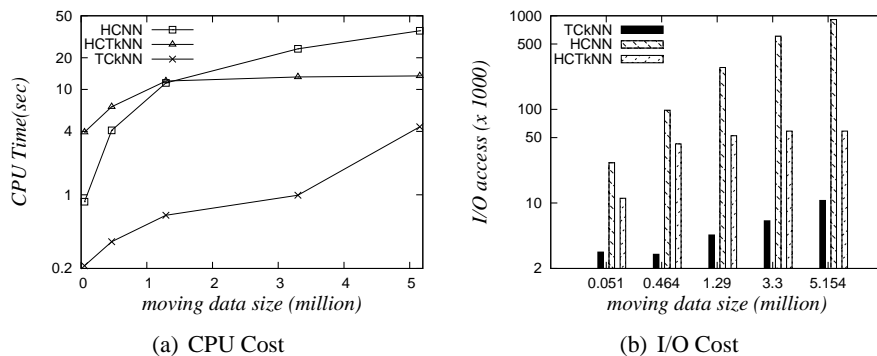 50
20
10
4
1
0.2
CPU Time(sec)
HCNN
HCTkNN
TCkNN
0
1
2
3
4
5
moving data size (million)
(a) CPU Cost
1000
500
100
50
10
2
I/O access (x 1000)
TCkNN
HCNN
HCTkNN
0.051
0.464
1.29
3.3
5.154
moving data size (million)
(b) I/O Cost